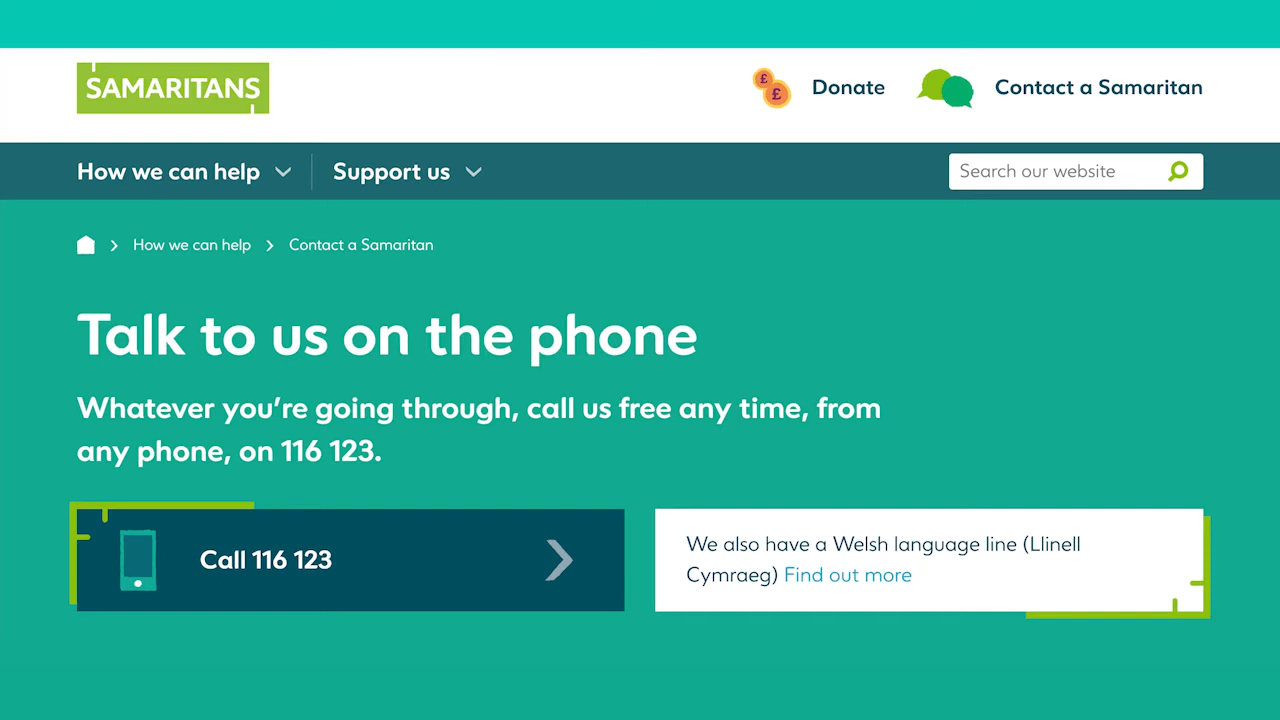 SAMARITANS
££
Donate
Contact a Samaritan
How we can help
Support us
Search our website
How we can help
Contact a Samaritan
Talk to us on the phone
Whatever you're going through, call us free any time, from
any phone, on 116 123.
Call 116 123
We also have a Welsh language line (Llinell
Cymraeg) Find out more